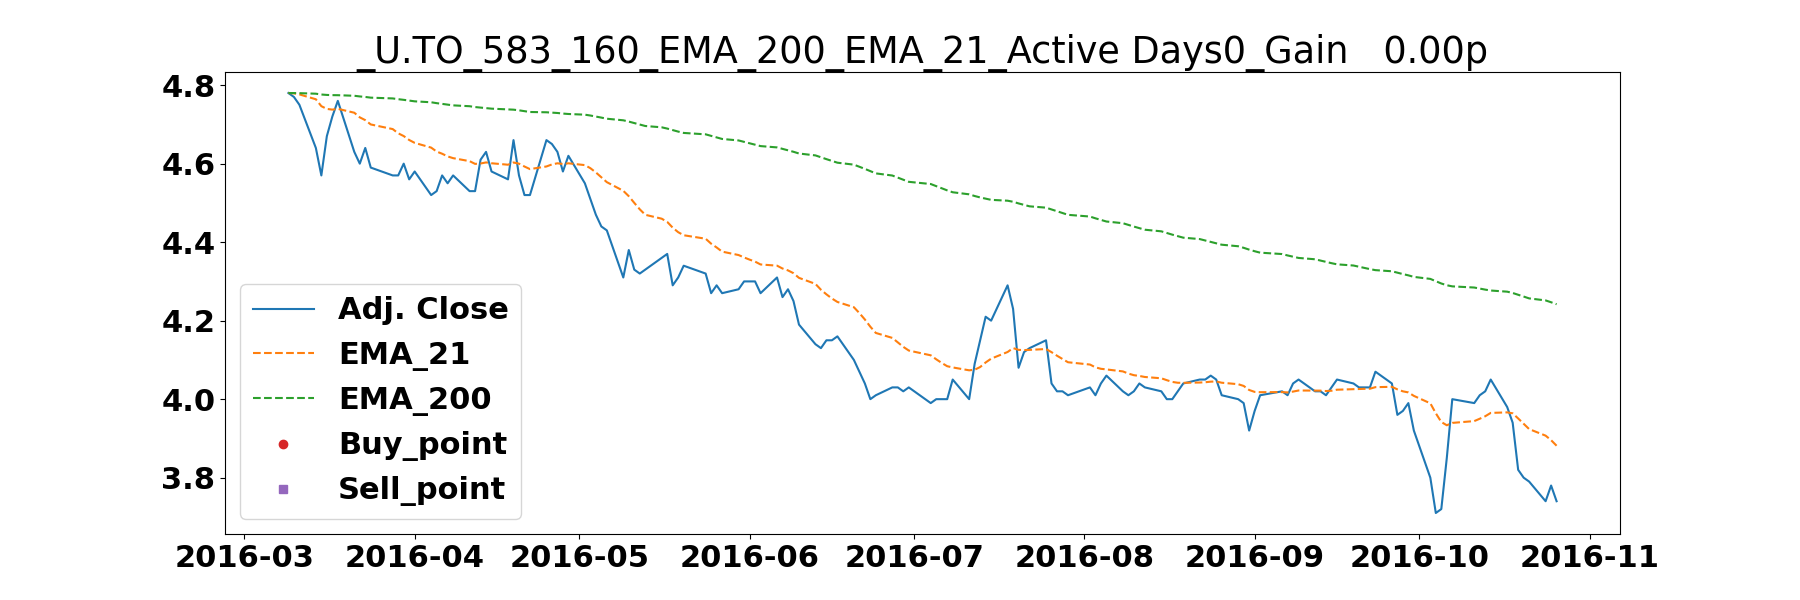 _U.TO_583_160_EMA_200_EMA_21_Active Days0_Gain   0.00p
4.8
4.6
4.4
4.2
4.0
3.8
Adj. Close
EMA_21
EMA_200
Buy_point
Sell_point
2016-03 2016-04 2016-05 2016-06 2016-07 2016-08 2016-09 2016-10 2016-11